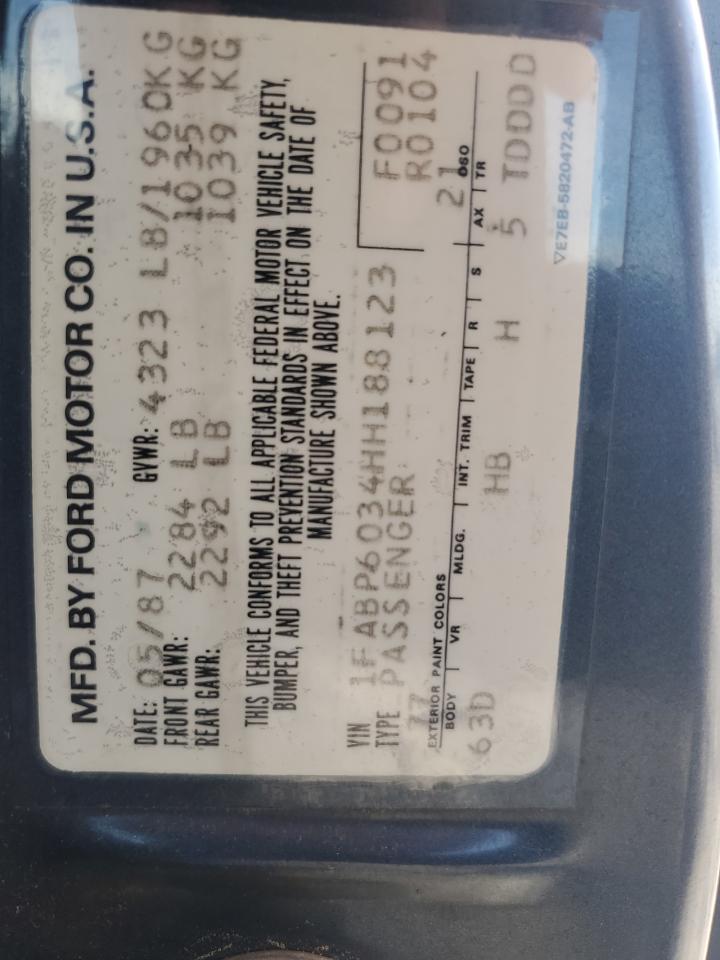 MFD. BY FORD MOTOR CO. IN U.S.A.
DATE: 05/87 GVWR: 4323 LB/1960KG
FRONT GAWR: 2284 LB 1035 KG
REAR GAWR: 2292 LB 1039 KG
THIS VEHICLE CONFORMS TO ALL APPLICABLE FEDERAL MOTOR VEHICLE SAFETY,
BUMPER, AND THEFT PREVENTION STANDARDS IN EFFECT ON THE DATE OF
MANUFACTURE SHOWN ABOVE.
VIN 1FABP6034HH188123 F0091
TYPE PASSENGER R0104
77 21
EXTERIOR PAINT COLORS DSO
BODY VR MLDG. INT. TRIM TAPE R S AX TR
63D HB H 5 TDDDDD
▽E7EB-5820472-AB